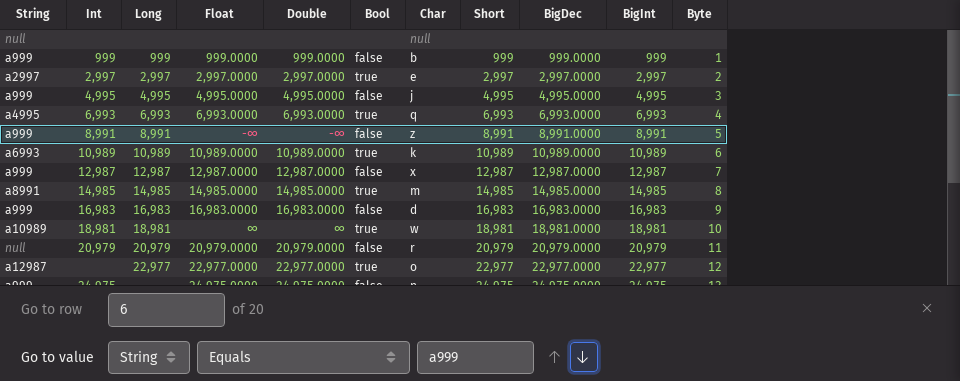 String Int Long Float Double Bool Char Short BigDec BigInt Byte
null null
a999 999 999 999.0000 999.0000 false b 999 999.0000 999 1
a2997 2,997 2,997 2,997.0000 2,997.0000 true e 2,997 2,997.0000 2,997 2
a999 4,995 4,995 4,995.0000 4,995.0000 false j 4,995 4,995.0000 4,995 3
a4995 6,993 6,993 6,993.0000 6,993.0000 true q 6,993 6,993.0000 6,993 4
a999 8,991 8,991 -∞ -∞ false z 8,991 8,991.0000 8,991 5
a6993 10,989 10,989 10,989.0000 10,989.0000 true k 10,989 10,989.0000 10,989 6
a999 12,987 12,987 12,987.0000 12,987.0000 false x 12,987 12,987.0000 12,987 7
a8991 14,985 14,985 14,985.0000 14,985.0000 true m 14,985 14,985.0000 14,985 8
a999 16,983 16,983 16,983.0000 16,983.0000 false d 16,983 16,983.0000 16,983 9
a10989 18,981 18,981 ∞ ∞ true w 18,981 18,981.0000 18,981 10
null 20,979 20,979 20,979.0000 20,979.0000 false r 20,979 20,979.0000 20,979 11
a12987 22,977 22,977.0000 22,977.0000 true o 22,977 22,977.0000 22,977 12
Go to row 6 of 20
Go to value String Equals a999